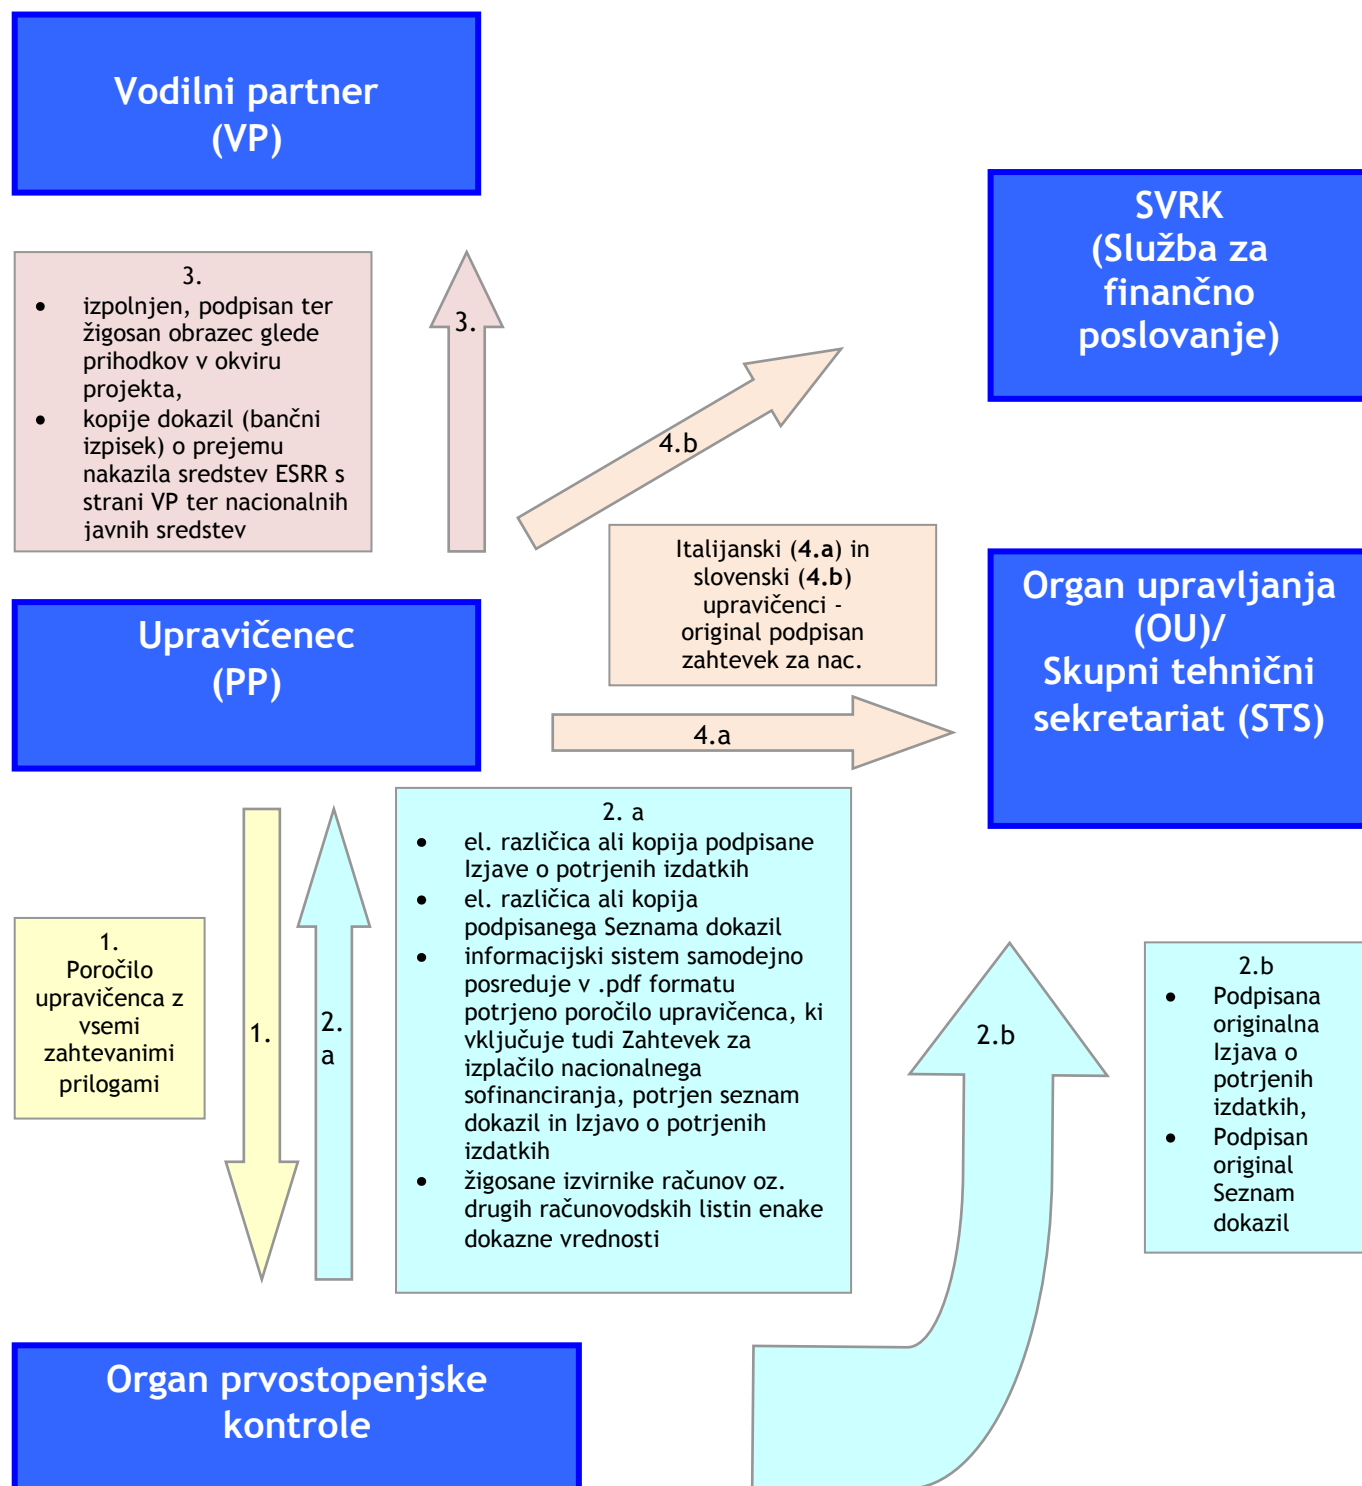 Vodilni partner
(VP)
SVRK
(Služba za
finančno
poslovanje)
3.
• izpolnjen, podpisan ter
žigosan obrazec glede
prihodkov v okviru
projekta,
• kopije dokazil (bančni
izpisek) o prejemu
nakazila sredstev ESRR s
strani VP ter nacionalnih
javnih sredstev
3.
4.b
Italijanski (4.a) in
slovenski (4.b)
upravičenci -
original podpisan
zahtevek za nac.
Upravičenec
(PP)
Organ upravljanja
(OU)/
Skupni tehnični
sekretariat (STS)
4.a
1.
Poročilo
upravičenca z
vsemi
zahtevanimi
prilogami
1.
2.
a
2. a
• el. različica ali kopija podpisane
Izjave o potrjenih izdatkih
• el. različica ali kopija
podpisanega Seznama dokazil
• informacijski sistem samodejno
posreduje v .pdf formatu
potrjeno poročilo upravičenca, ki
vključuje tudi Zahtevek za
izplačilo nacionalnega
sofinanciranja, potrjen seznam
dokazil in Izjavo o potrjenih
izdatkih
• žigosane izvirnike računov oz.
drugih računovodskih listin enake
dokazne vrednosti
2.b
2.b
• Podpisana
originalna
Izjava o
potrjenih
izdatkih,
• Podpisan
original
Seznam
dokazil
Organ prvostopenjske
kontrole